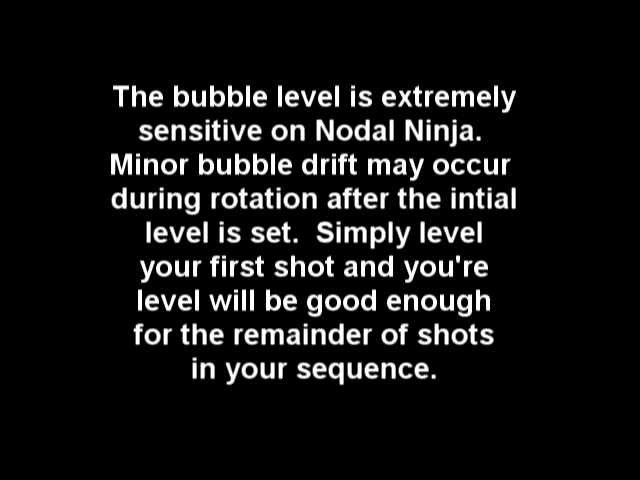 The bubble level is extremely
sensitive on Nodal Ninja.
Minor bubble drift may occur
during rotation after the intial
level is set.  Simply level
your first shot and you're
level will be good enough
for the remainder of shots
in your sequence.